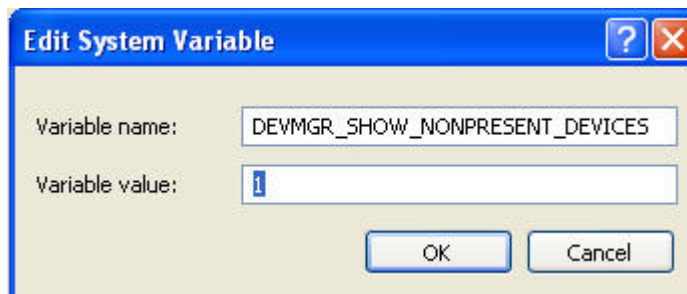 Edit System Variable
Variable name: DEVMGR_SHOW_NONPRESENT_DEVICES
Variable value: 1
OK Cancel